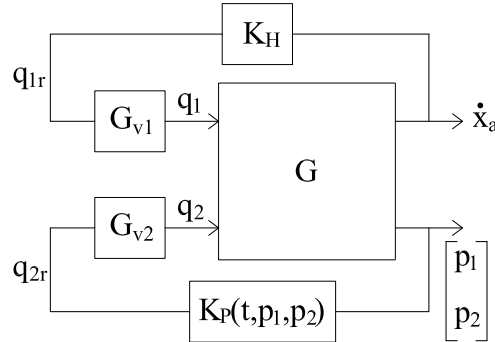 K_H
q_1r
G_v1
q_1
ẋ_a
G
G_v2
q_2
q_2r
K_P(t,p_1,p_2)
[p_1
p_2]